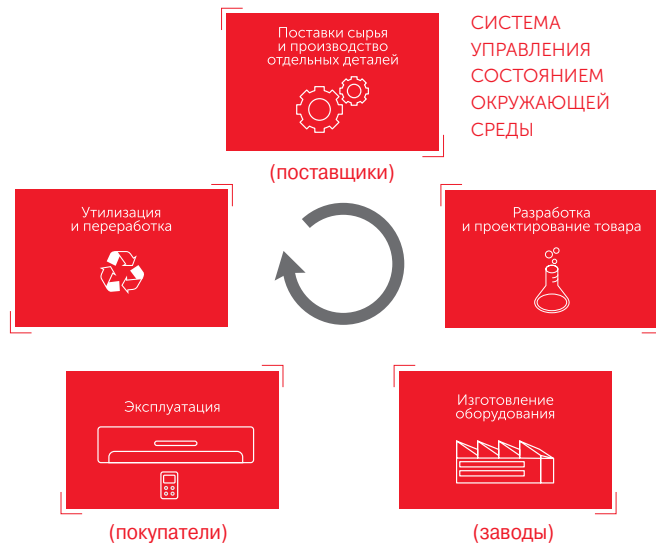 Поставки сырья
и производство
отдельных деталей
СИСТЕМА
УПРАВЛЕНИЯ
СОСТОЯНИЕМ
ОКРУЖАЮЩЕЙ
СРЕДЫ
(поставщики)
Утилизация
и переработка
Разработка
и проектирование товара
Эксплуатация
Изготовление
оборудования
(покупатели)
(заводы)